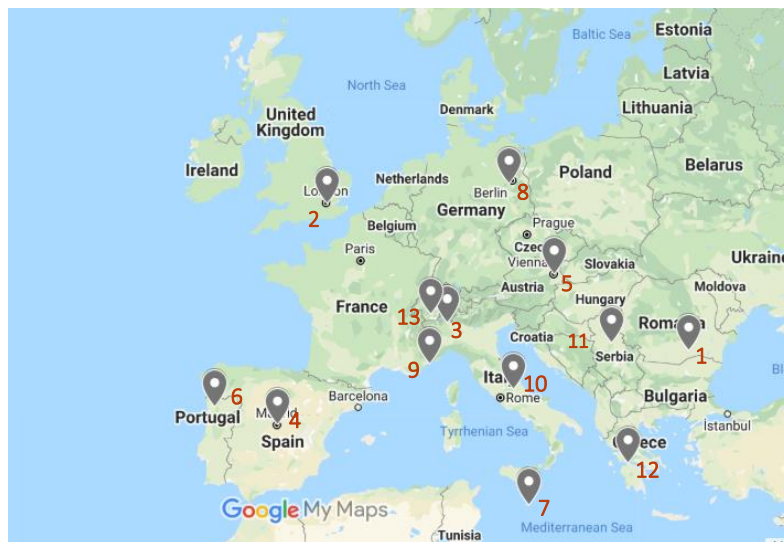 Baltic Sea
Estonia
Latvia
North Sea
Denmark
Lithuania
United
Kingdom
Ireland
Belarus
Netherlands
Poland
Berlin
8
London
2
Germany
Belgium
Prague
Paris
Ukraine
Vienna
5
Slovakia
Austria
Moldova
France
Hungary
13
3
Romania
1
Croatia
11
Serbia
9
10
Rome
6
Barcelona
Bulgaria
Portugal
Madrid
4
Spain
İstanbul
Tyrrhenian Sea
Greece
12
Google My Maps
7
Mediterranean Sea
Tunisia